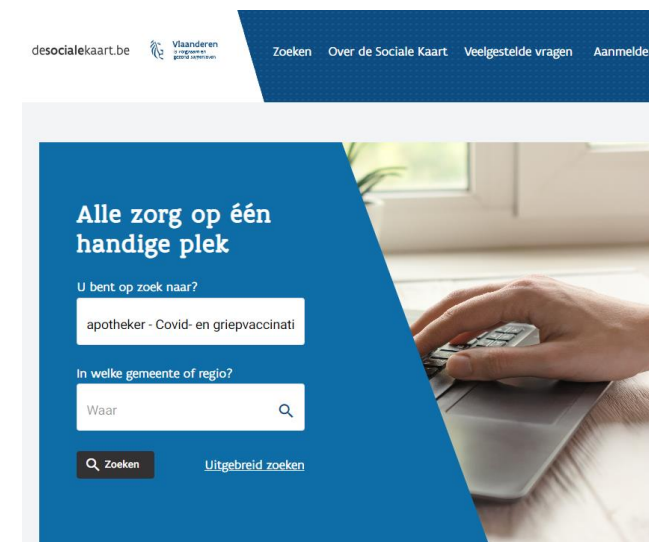 desocialekaart.be
Vlaanderen
Zoeken Over de Sociale Kaart Veelgestelde vragen Aanmelde
Alle zorg op één
handige plek
U bent op zoek naar?
apotheker - Covid- en griepvaccinati
In welke gemeente of regio?
Waar
Zoeken Uitgebreid zoeken